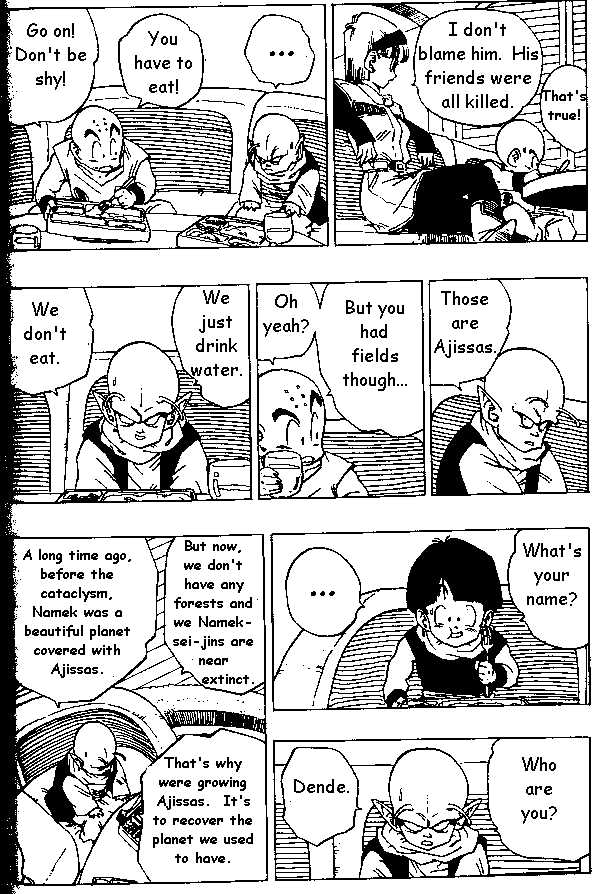 Go on!
Don't be
shy!
You
have to
eat!
...
I don't
blame him. His
friends were
all killed.
That's
true!
We
don't
eat.
We
just
drink
water.
Oh
yeah?
But you
had
fields
though...
Those
are
Ajissas.
A long time ago,
before the
cataclysm,
Namek was a
beautiful planet
covered with
Ajissas.
But now,
we don't
have any
forests and
we Namek-
sei-jins are
near
extinct.
That's why
were growing
Ajissas. It's
to recover the
planet we used
to have.
...
What's
your
name?
Dende.
Who
are
you?